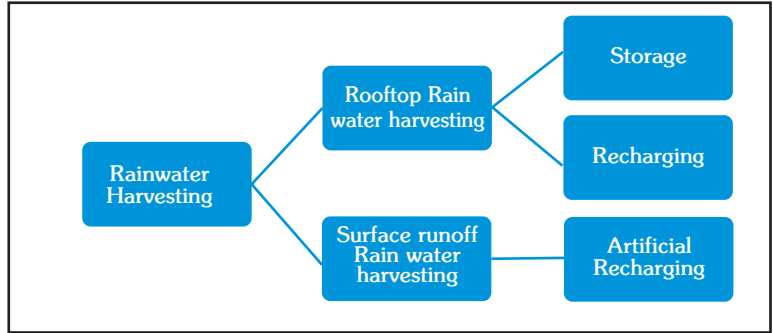 Rainwater
Harvesting
Rooftop Rain
water harvesting
Storage
Recharging
Surface runoff
Rain water
harvesting
Artificial
Recharging